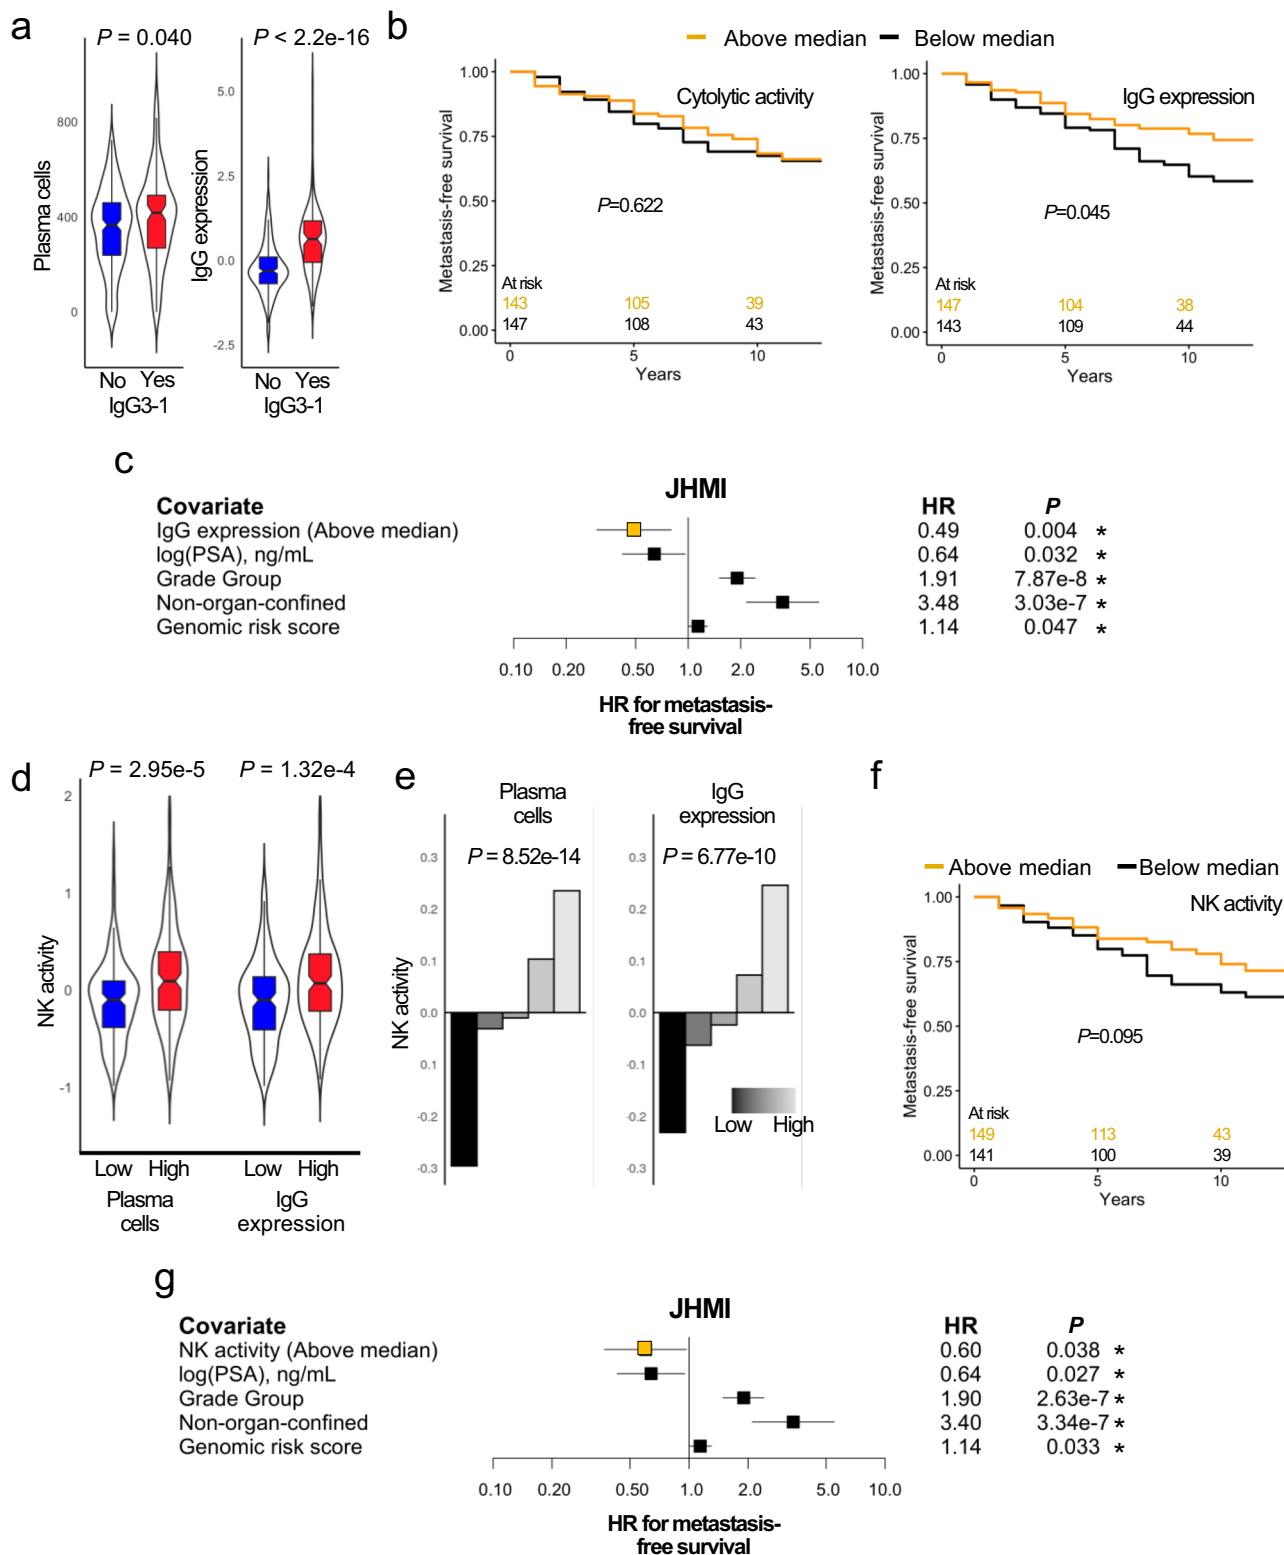 a
P = 0.040
P < 2.2e-16
Plasma cells
800
400
0
No Yes
IgG3-1
IgG expression
5.0
2.5
0.0
-2.5
No Yes
IgG3-1
b
Above median
Below median
Metastasis-free survival
1.00
0.75
0.50
0.25
0.00
Cytolytic activity
P=0.622
At risk
143 105 39
147 108 43
0 5 10
Years
Metastasis-free survival
1.00
0.75
0.50
0.25
0.00
IgG expression
P=0.045
At risk
147 104 38
143 109 44
0 5 10
Years
c
JHMI
Covariate HR P
IgG expression (Above median) 0.49 0.004 *
log(PSA), ng/mL 0.64 0.032 *
Grade Group 1.91 7.87e-8 *
Non-organ-confined 3.48 3.03e-7 *
Genomic risk score 1.14 0.047 *
0.10 0.20 0.50 1.0 2.0 5.0 10.0
HR for metastasis-
free survival
d
P = 2.95e-5
P = 1.32e-4
NK activity
2
1
0
-1
Low High Low High
Plasma
cells
IgG
expression
e
Plasma
cells
P = 8.52e-14
NK activity
0.3
0.2
0.1
0.0
0.1
-0.2
-0.3
IgG
expression
P = 6.77e-10
0.3
0.2
0.1
0.0
0.1
-0.2
-0.3
Low High
f
Above median
Below median
Metastasis-free survival
1.00
0.75
0.50
0.25
0.00
NK activity
P=0.095
At risk
149 113 43
141 100 39
0 5 10
Years
g
JHMI
Covariate HR P
NK activity (Above median) 0.60 0.038 *
log(PSA), ng/mL 0.64 0.027 *
Grade Group 1.90 2.63e-7 *
Non-organ-confined 3.40 3.34e-7 *
Genomic risk score 1.14 0.033 *
0.10 0.20 0.50 1.0 2.0 5.0 10.0
HR for metastasis-
free survival